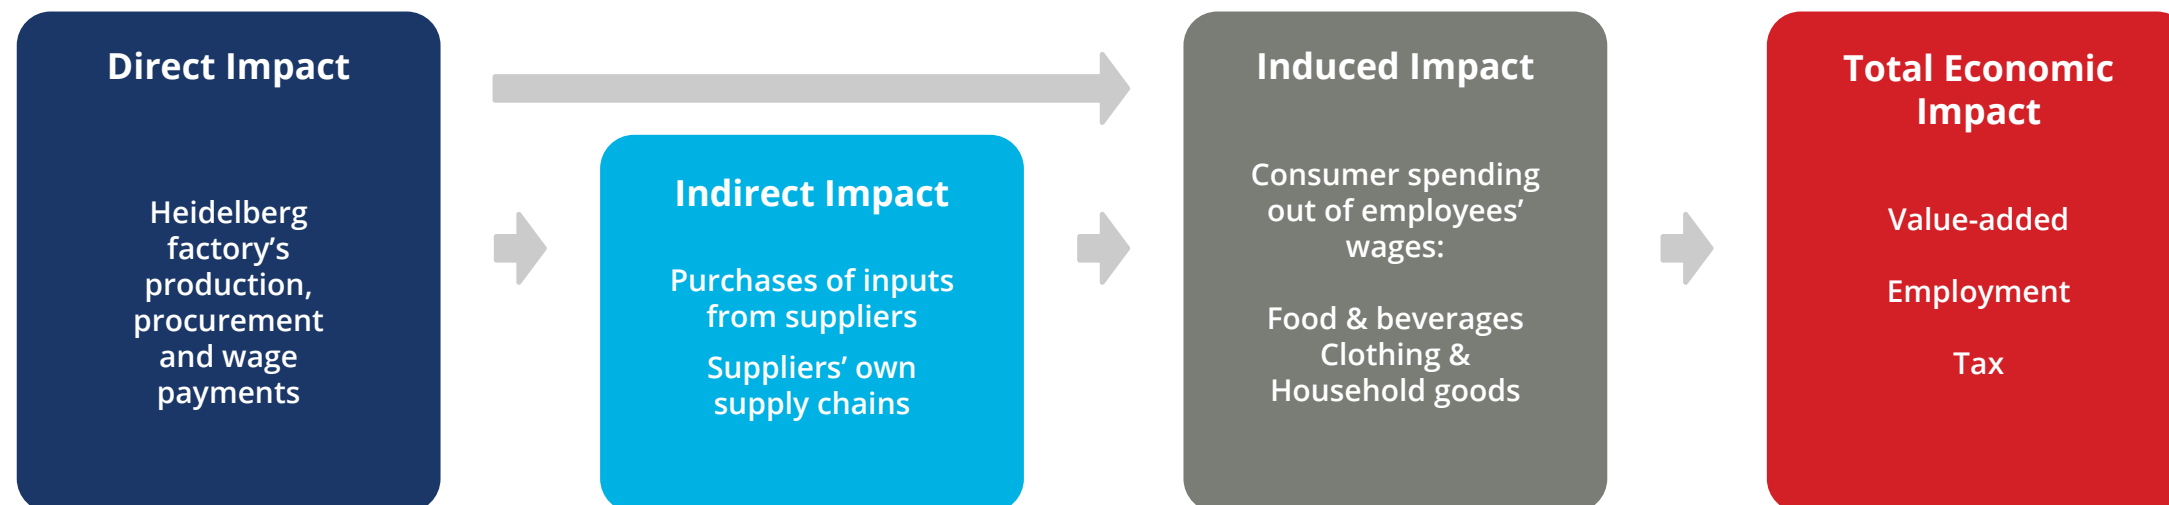 Direct Impact
Heidelberg
factory’s
production,
procurement
and wage
payments
Indirect Impact
Purchases of inputs
from suppliers
Suppliers’ own
supply chains
Induced Impact
Consumer spending
out of employees’
wages:
Food & beverages
Clothing &
Household goods
Total Economic
Impact
Value-added
Employment
Tax